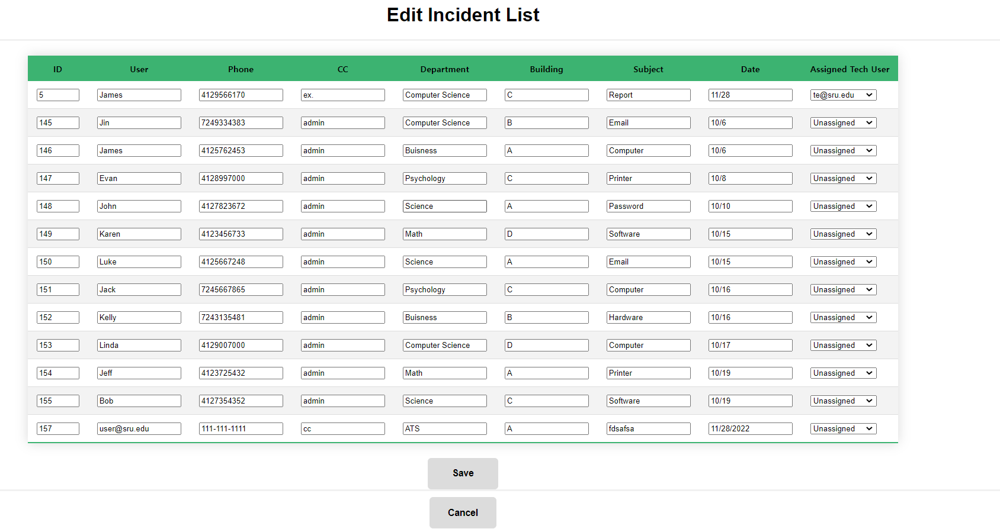 Edit Incident List
ID User Phone CC Department Building Subject Date Assigned Tech User
5 James 4129566170 ex. Computer Science C Report 11/28 te@sru.edu
145 Jin 7249334383 admin Computer Science B Email 10/6 Unassigned
146 James 4125762453 admin Buisness A Computer 10/6 Unassigned
147 Evan 4128997000 admin Psychology C Printer 10/8 Unassigned
148 John 4127823672 admin Science A Password 10/10 Unassigned
149 Karen 4123456733 admin Math D Software 10/15 Unassigned
150 Luke 4125667248 admin Science A Email 10/15 Unassigned
151 Jack 7245667865 admin Psychology C Computer 10/16 Unassigned
152 Kelly 7243135481 admin Buisness B Hardware 10/16 Unassigned
153 Linda 4129007000 admin Computer Science D Computer 10/17 Unassigned
154 Jeff 4123725432 admin Math A Printer 10/19 Unassigned
155 Bob 4127354352 admin Science C Software 10/19 Unassigned
157 user@sru.edu 111-111-1111 cc ATS A fdsafsa 11/28/2022 Unassigned
Save
Cancel